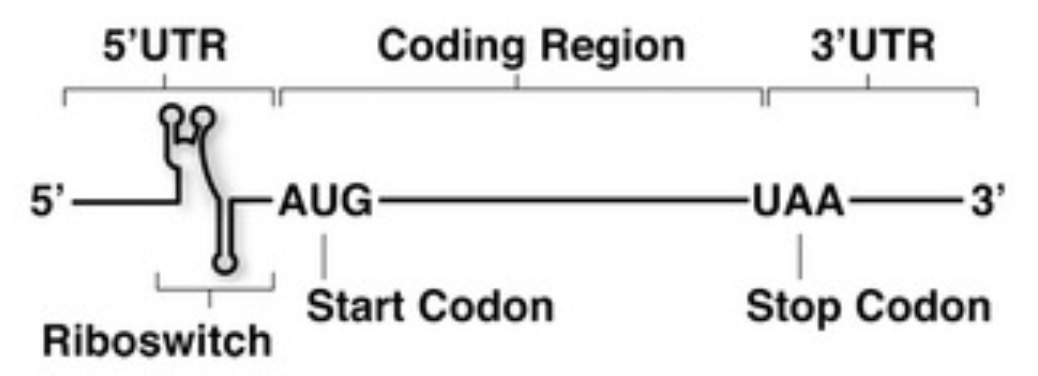 5'UTR Coding Region 3'UTR
5' AUG UAA 3'
Start Codon Stop Codon
Riboswitch